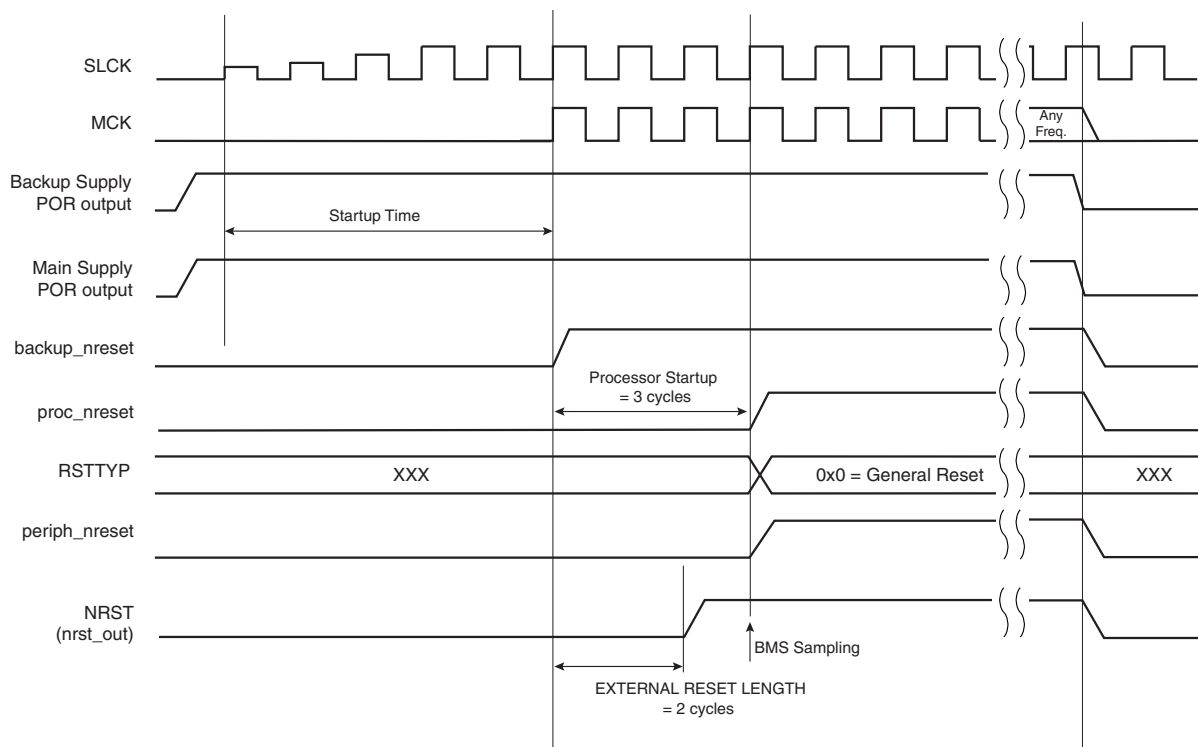 SLCK
MCK
Any
Freq.
Backup Supply
POR output
Startup Time
Main Supply
POR output
backup_nreset
Processor Startup
= 3 cycles
proc_nreset
RSTTYP
XXX
0x0 = General Reset
XXX
periph_nreset
NRST
(nrst_out)
BMS Sampling
EXTERNAL RESET LENGTH
= 2 cycles